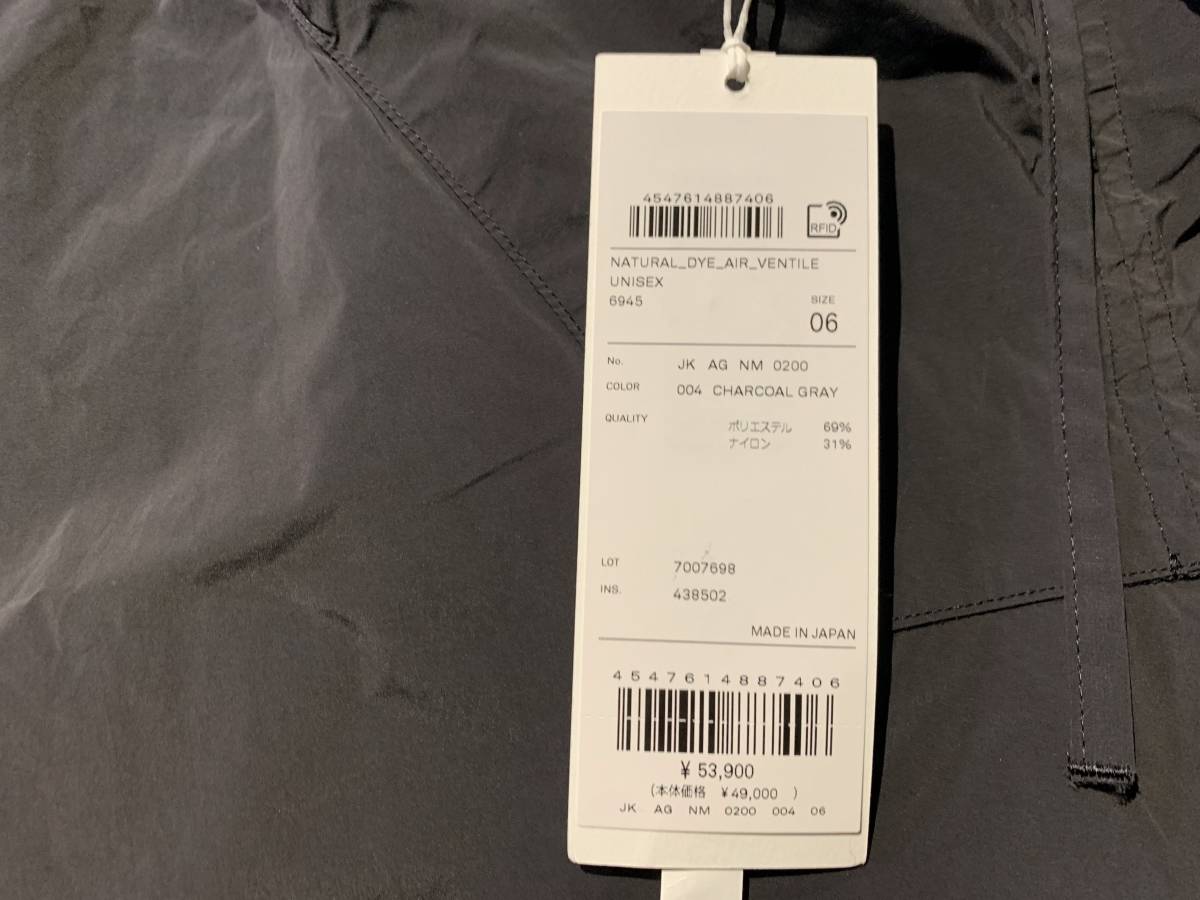 4547614887406
RFID
NATURAL_DYE_AIR_VENTILE
UNISEX
6945
SIZE
06
No. JK AG NM 0200
COLOR 004 CHARCOAL GRAY
QUALITY ポリエステル 69%
ナイロン 31%
LOT 7007698
INS. 438502
MADE IN JAPAN
4547614887406
¥ 53,900
(本体価格 ¥49,000 )
JK AG NM 0200 004 06